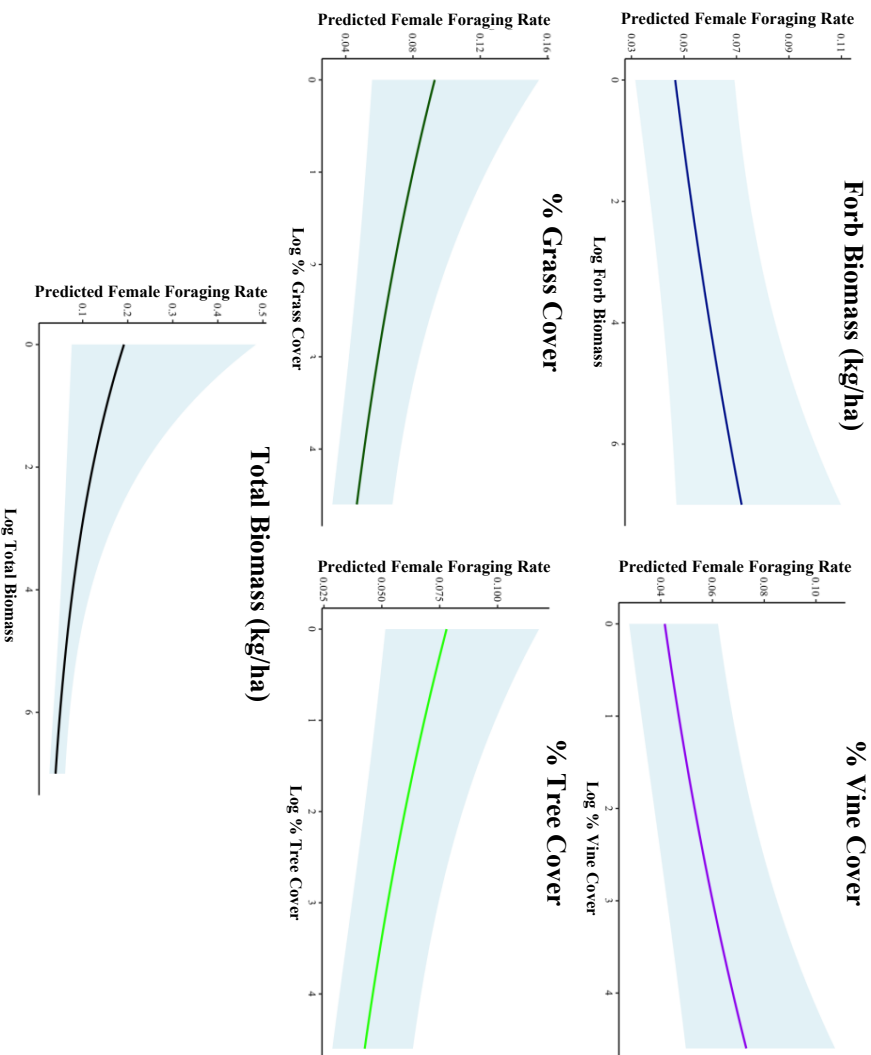 Forb Biomass (kg/ha)
Predicted Female Foraging Rate
0.03 0.05 0.07 0.09 0.11
0 2 4 6
Log Forb Biomass
% Vine Cover
Predicted Female Foraging Rate
0.04 0.06 0.08 0.10
0 1 2 3 4
Log % Vine Cover
% Grass Cover
Predicted Female Foraging Rate
0.04 0.08 0.12 0.16
0 1 2 3 4
Log % Grass Cover
% Tree Cover
Predicted Female Foraging Rate
0.025 0.050 0.075 0.100
0 1 2 3 4
Log % Tree Cover
Total Biomass (kg/ha)
Predicted Female Foraging Rate
0.1 0.2 0.3 0.4 0.5
0 2 4 6
Log Total Biomass